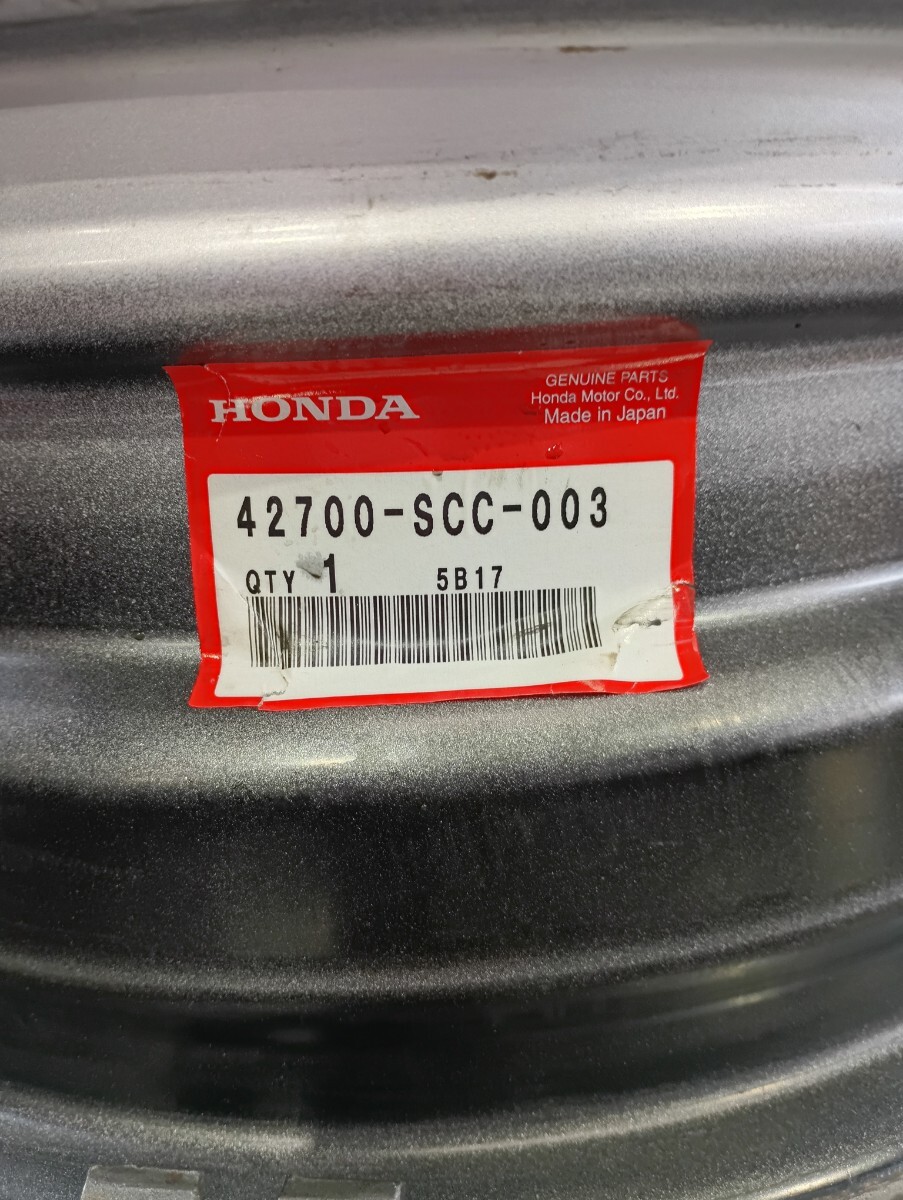 HONDA
GENUINE PARTS
Honda Motor Co., Ltd.
Made in Japan
42700-SCC-003
QTY 1 5B17